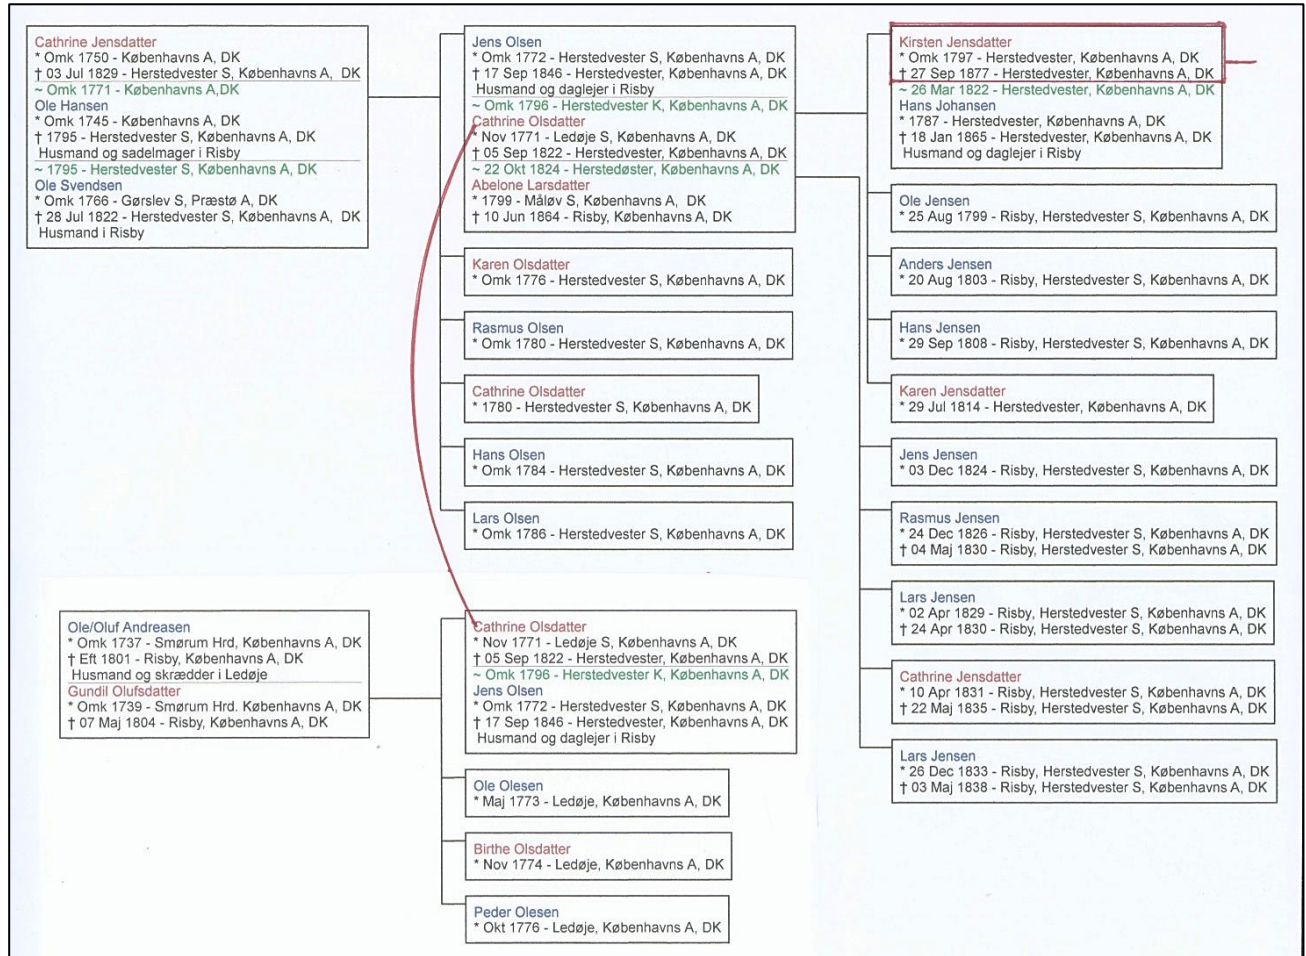 Cathrine Jensdatter
* Omk 1750 - Københavns A, DK
† 03 Jul 1829 - Herstedvester S, Københavns A, DK
~ Omk 1771 - Københavns A,DK
Ole Hansen
* Omk 1745 - Københavns A, DK
† 1795 - Herstedvester S, Københavns A, DK
Husmand og sadelmager i Risby
~ 1795 - Herstedvester S, Københavns A, DK
Ole Svendsen
* Omk 1766 - Gørslev S, Præstø A, DK
† 28 Jul 1822 - Herstedvester S, Københavns A, DK
Husmand i Risby
Jens Olsen
* Omk 1772 - Herstedvester S, Københavns A, DK
† 17 Sep 1846 - Herstedvester, Københavns A, DK
Husmand og daglejer i Risby
~ Omk 1796 - Herstedvester K, Københavns A, DK
Cathrine Olsdatter
* Nov 1771 - Ledøje S, Københavns A, DK
† 05 Sep 1822 - Herstedvester, Københavns A, DK
~ 22 Okt 1824 - Herstedøster, Københavns A, DK
Abelone Larsdatter
* 1799 - Måløv S, Københavns A, DK
† 10 Jun 1864 - Risby, Københavns A, DK
Karen Olsdatter
* Omk 1776 - Herstedvester S, Københavns A, DK
Rasmus Olsen
* Omk 1780 - Herstedvester S, Københavns A, DK
Cathrine Olsdatter
* 1780 - Herstedvester S, Københavns A, DK
Hans Olsen
* Omk 1784 - Herstedvester S, Københavns A, DK
Lars Olsen
* Omk 1786 - Herstedvester S, Københavns A, DK
Kirsten Jensdatter
* Omk 1797 - Herstedvester, Københavns A, DK
† 27 Sep 1877 - Herstedvester, Københavns A, DK
~ 26 Mar 1822 - Herstedvester, Københavns A, DK
Hans Johansen
* 1787 - Herstedvester, Københavns A, DK
† 18 Jan 1865 - Herstedvester, Københavns A, DK
Husmand og daglejer i Risby
Ole Jensen
* 25 Aug 1799 - Risby, Herstedvester S, Københavns A, DK
Anders Jensen
* 20 Aug 1803 - Risby, Herstedvester S, Københavns A, DK
Hans Jensen
* 29 Sep 1808 - Risby, Herstedvester S, Københavns A, DK
Karen Jensdatter
* 29 Jul 1814 - Herstedvester, Københavns A, DK
Jens Jensen
* 03 Dec 1824 - Risby, Herstedvester S, Københavns A, DK
Rasmus Jensen
* 24 Dec 1826 - Risby, Herstedvester S, Københavns A, DK
† 04 Maj 1830 - Risby, Herstedvester S, Københavns A, DK
Lars Jensen
* 02 Apr 1829 - Risby, Herstedvester S, Københavns A, DK
† 24 Apr 1830 - Risby, Herstedvester S, Københavns A, DK
Cathrine Jensdatter
* 10 Apr 1831 - Risby, Herstedvester S, Københavns A, DK
† 22 Maj 1835 - Risby, Herstedvester S, Københavns A, DK
Lars Jensen
* 26 Dec 1833 - Risby, Herstedvester S, Københavns A, DK
† 03 Maj 1838 - Risby, Herstedvester S, Københavns A, DK
Ole/Oluf Andreasen
* Omk 1737 - Smørum Hrd, Københavns A, DK
† Eft 1801 - Risby, Københavns A, DK
Husmand og skrædder i Ledøje
Gundil Olufsdatter
* Omk 1739 - Smørum Hrd. Københavns A, DK
† 07 Maj 1804 - Risby, Københavns A, DK
Cathrine Olsdatter
* Nov 1771 - Ledøje S, Københavns A, DK
† 05 Sep 1822 - Herstedvester, Københavns A, DK
~ Omk 1796 - Herstedvester K, Københavns A, DK
Jens Olsen
* Omk 1772 - Herstedvester S, Københavns A, DK
† 17 Sep 1846 - Herstedvester, Københavns A, DK
Husmand og daglejer i Risby
Ole Olesen
* Maj 1773 - Ledøje, Københavns A, DK
Birthe Olsdatter
* Nov 1774 - Ledøje, Københavns A, DK
Peder Olesen
* Okt 1776 - Ledøje, Københavns A, DK